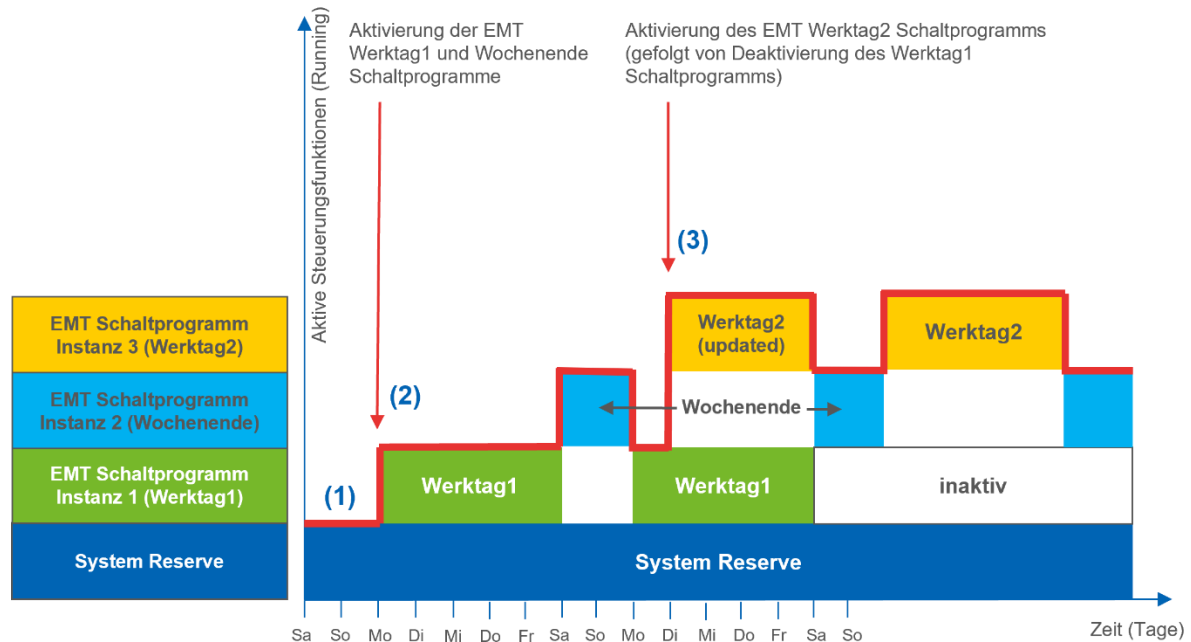 Aktive Steuerungsfunktionen (Running)
Aktivierung der EMT
Werktag1 und Wochenende
Schaltprogramme
Aktivierung des EMT Werktag2 Schaltprogramms
(gefolgt von Deaktivierung des Werktag1
Schaltprogramms)
(3)
EMT Schaltprogramm
Instanz 3 (Werktag2)
Werktag2
(updated)
Werktag2
EMT Schaltprogramm
Instanz 2 (Wochenende)
(2)
Wochenende
EMT Schaltprogramm
Instanz 1 (Werktag1)
(1)
Werktag1
Werktag1
inaktiv
System Reserve
System Reserve
Sa So Mo Di Mi Do Fr Sa So Mo Di Mi Do Fr Sa So
Zeit (Tage)